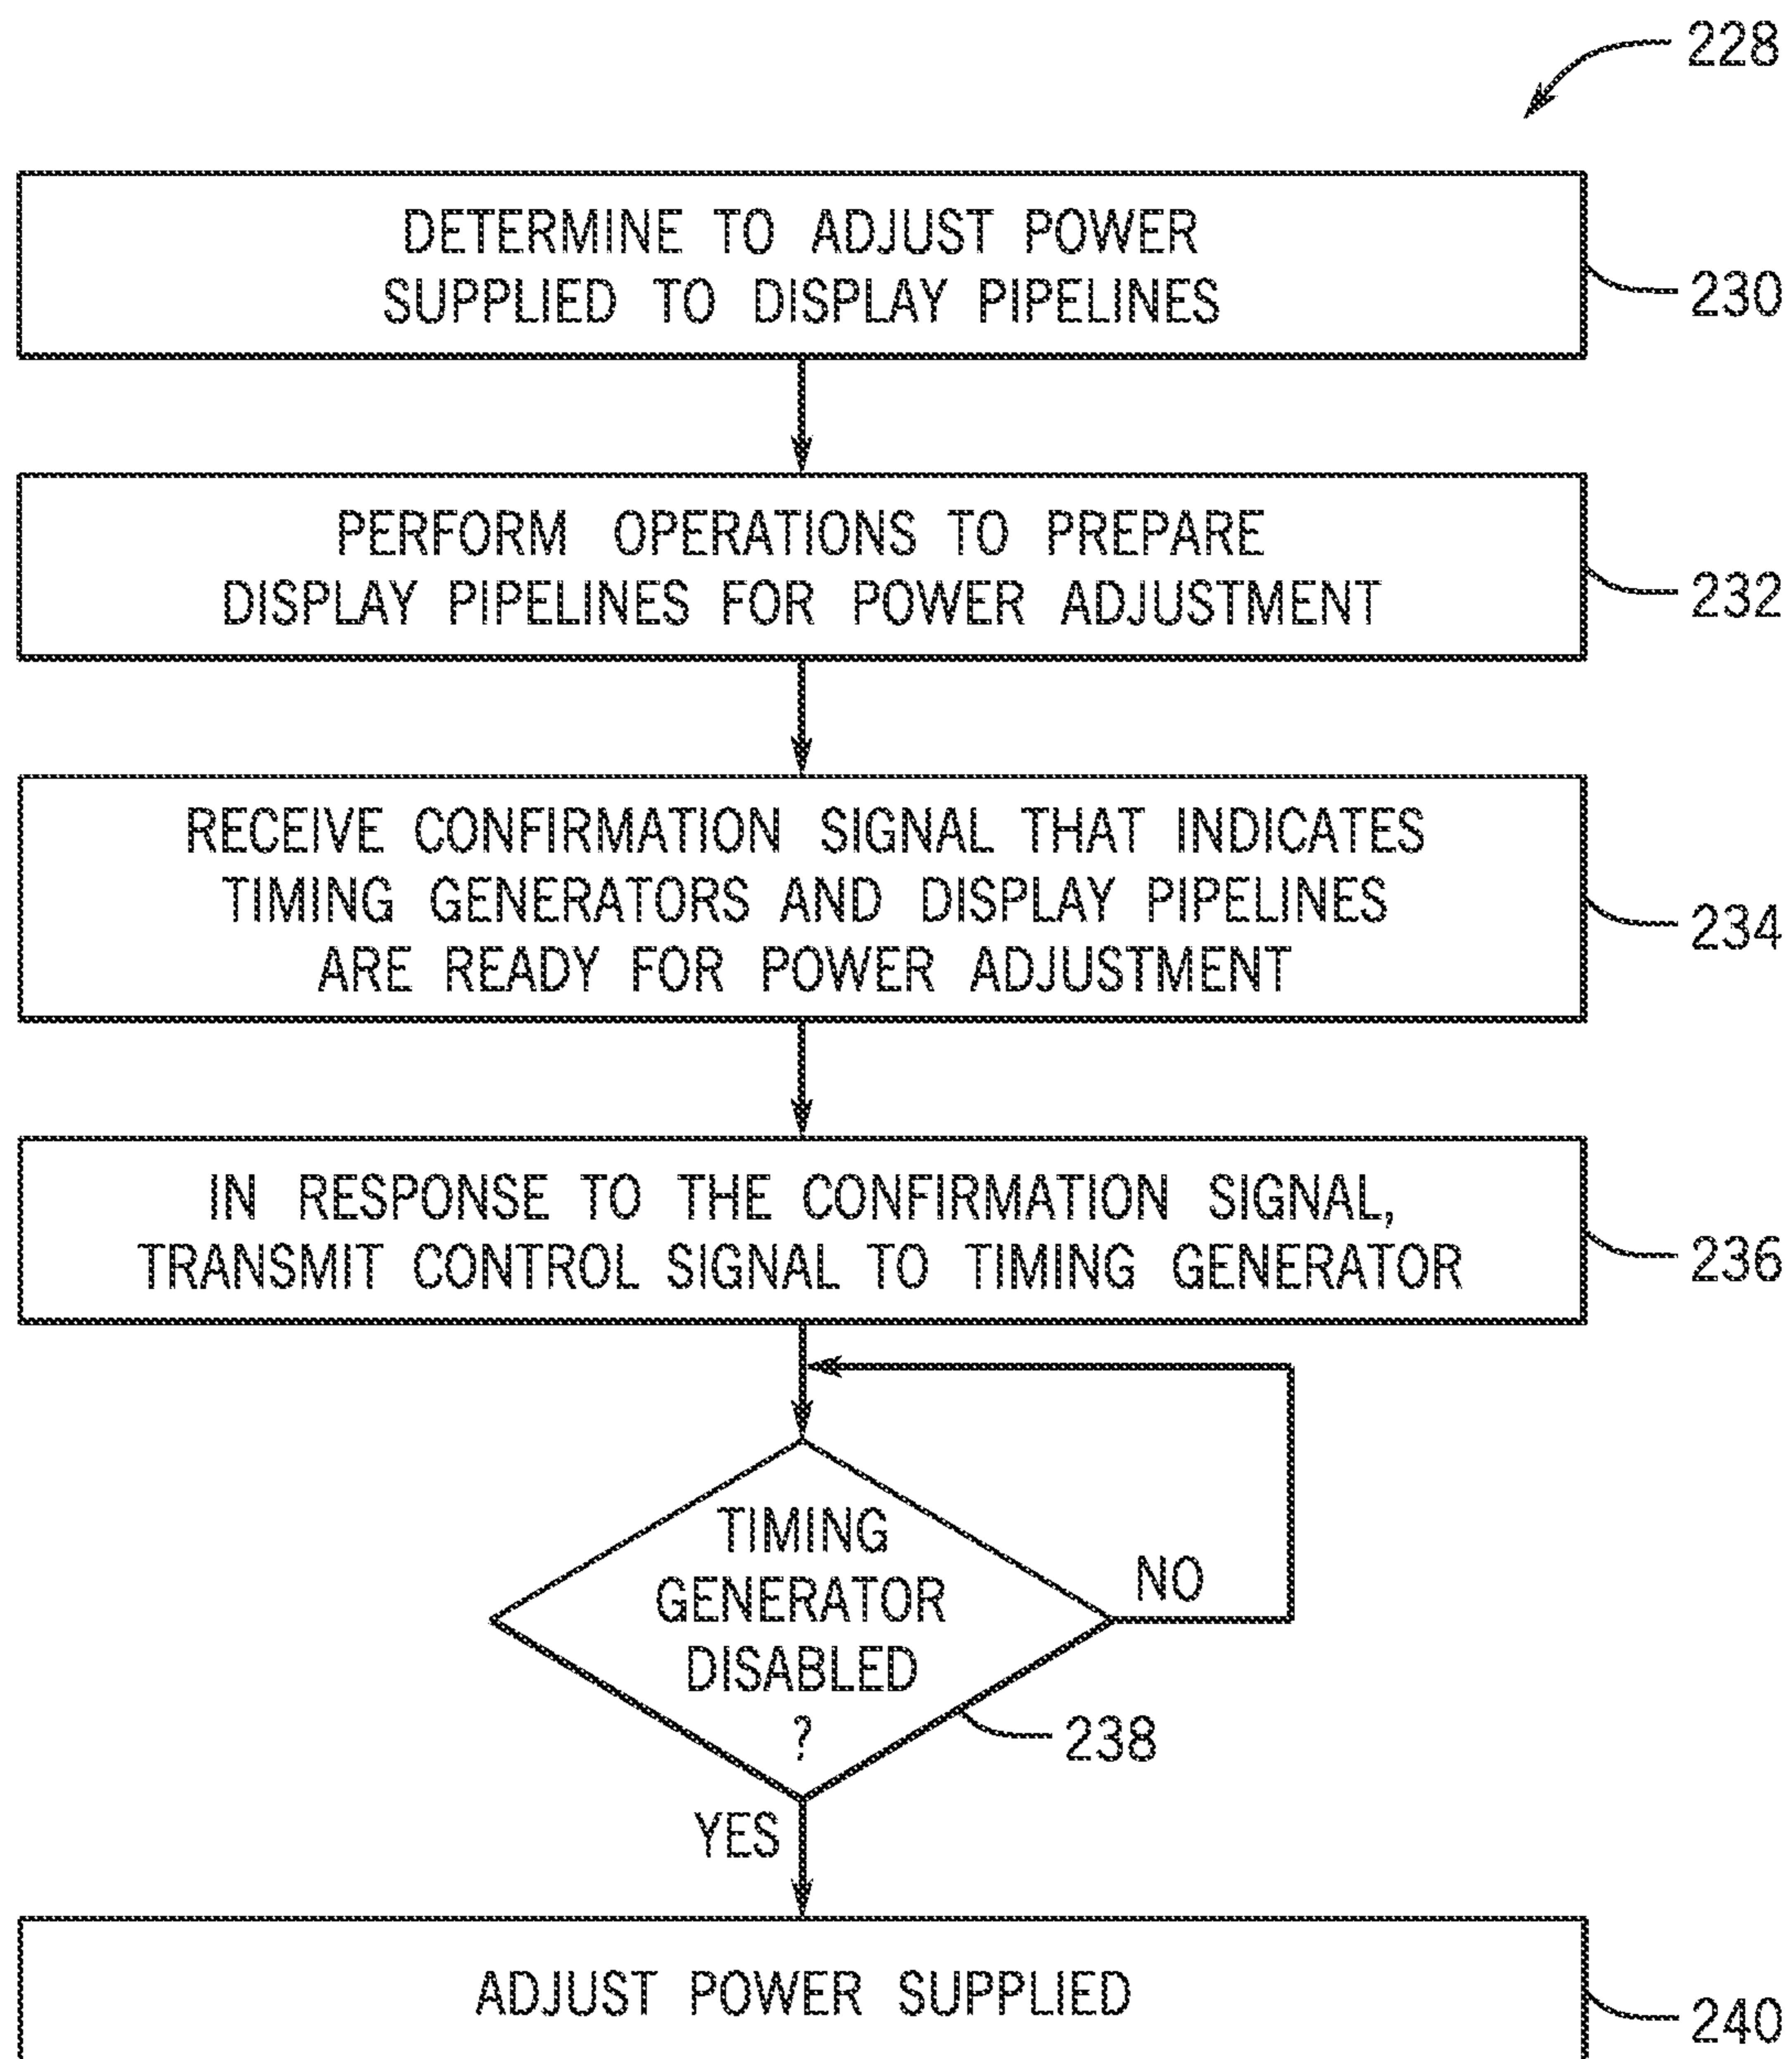 228
DETERMINE TO ADJUST POWER
SUPPLIED TO DISPLAY PIPELINES
230
PERFORM OPERATIONS TO PREPARE
DISPLAY PIPELINES FOR POWER ADJUSTMENT
232
RECEIVE CONFIRMATION SIGNAL THAT INDICATES
TIMING GENERATORS AND DISPLAY PIPELINES
ARE READY FOR POWER ADJUSTMENT
234
IN RESPONSE TO THE CONFIRMATION SIGNAL,
TRANSMIT CONTROL SIGNAL TO TIMING GENERATOR
236
TIMING
GENERATOR
DISABLED
?
NO
238
YES
ADJUST POWER SUPPLIED
240